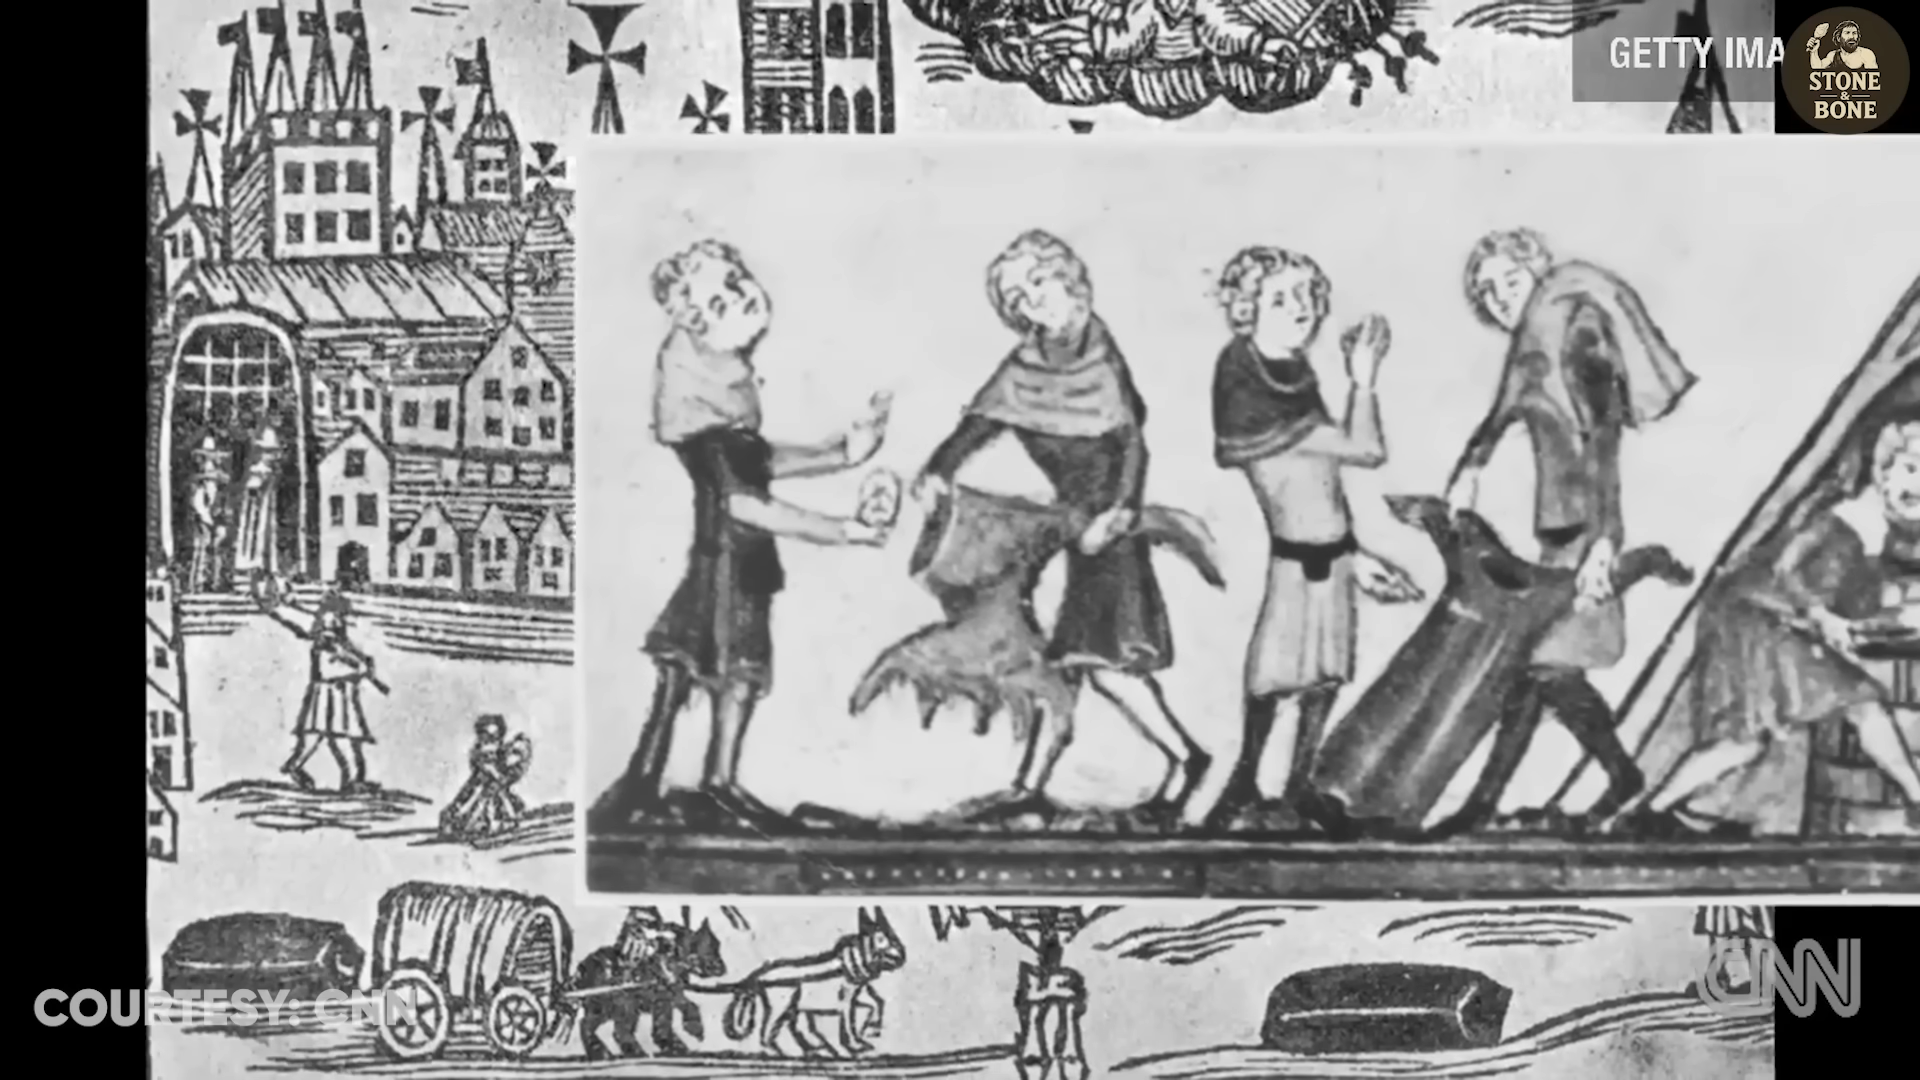 GETTY IMA
STONE
&
BONE
COURTESY: CNN
CNN